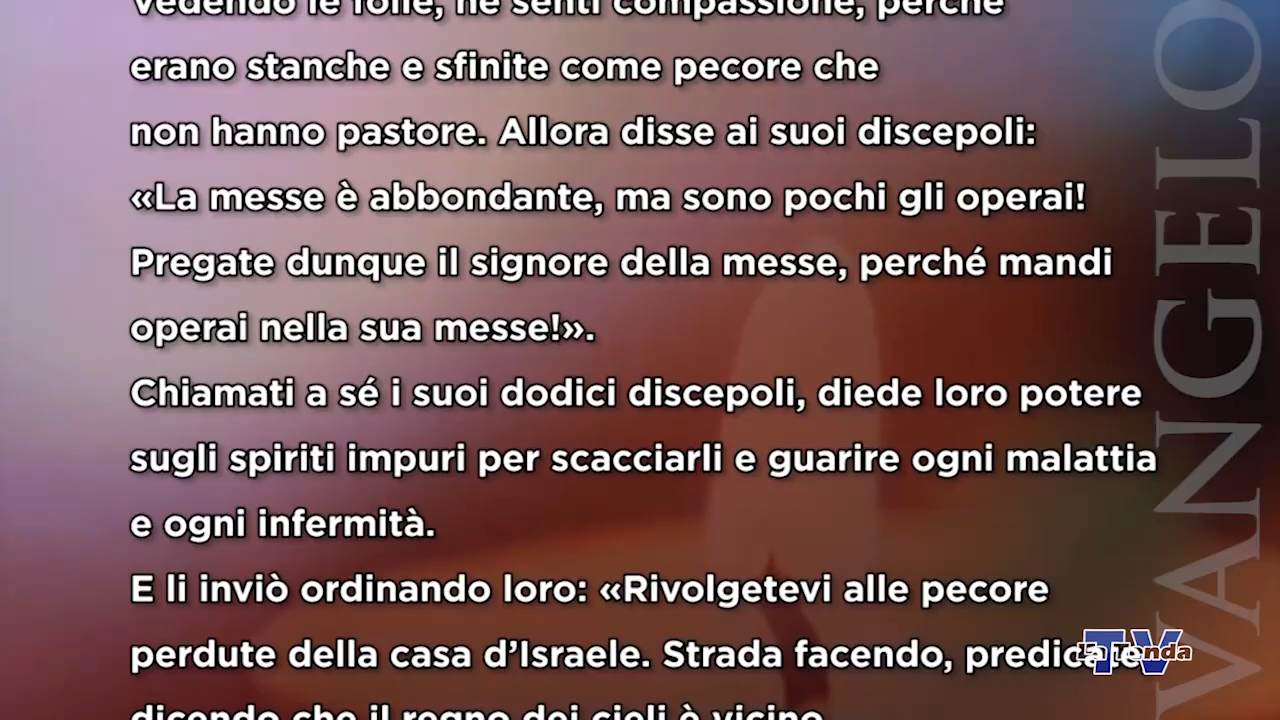 Vedendo le folle, ne sentì compassione, perché
erano stanche e sfinite come pecore che
non hanno pastore. Allora disse ai suoi discepoli:
«La messe è abbondante, ma sono pochi gli operai!
Pregate dunque il signore della messe, perché mandi
operai nella sua messe!».
Chiamati a sé i suoi dodici discepoli, diede loro potere
sugli spiriti impuri per scacciarli e guarire ogni malattia
e ogni infermità.
E li inviò ordinando loro: «Rivolgetevi alle pecore
perdute della casa d'Israele. Strada facendo, predicate
dicendo che il regno dei cieli è vicino
VANGELO
TV
La Tenda